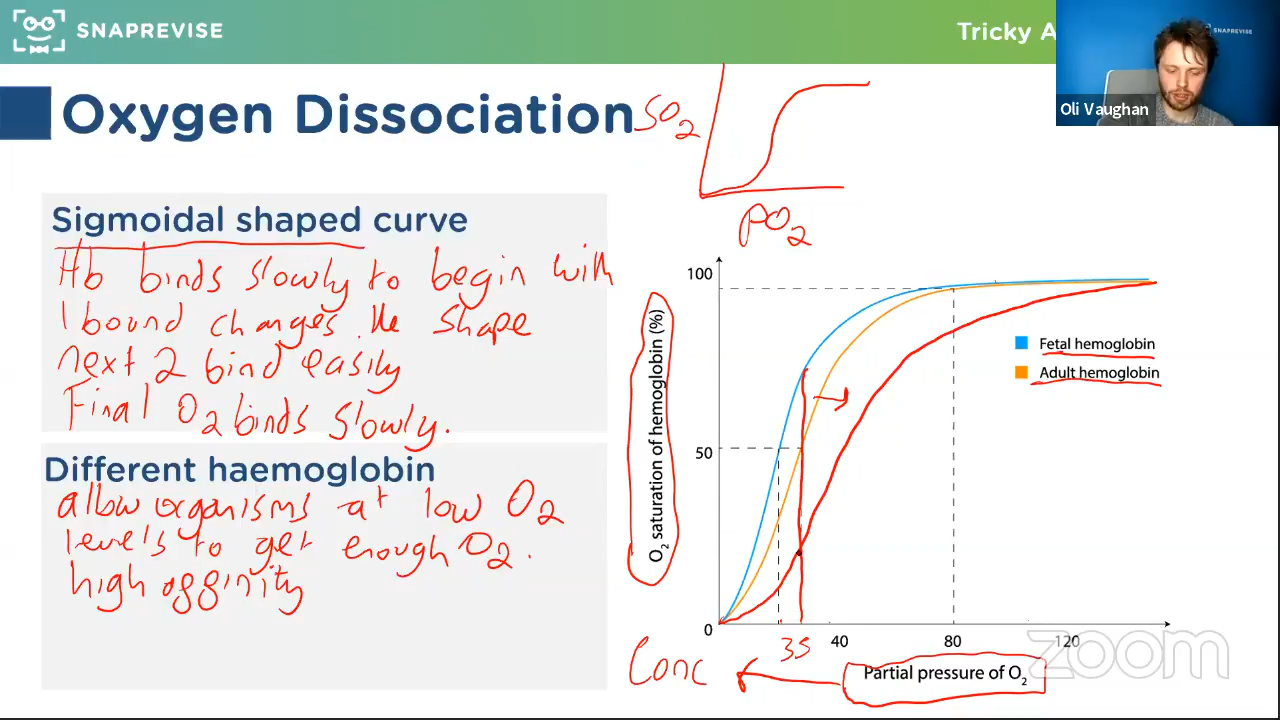 SNAPREVISE
Tricky A
SNAPREVISE
Oli Vaughan
Oxygen Dissociation
SO2
pO2
Sigmoidal shaped curve
Hb binds slowly to begin with
1 bound changes the shape
next 2 bind easily
Final O2 binds slowly.
Different haemoglobin
allow organisms at low O2
levels to get enough O2.
high affinity
100
50
0
O2 saturation of hemoglobin (%)
Fetal hemoglobin
Adult hemoglobin
35
40
80
120
Conc
Partial pressure of O2
zoom